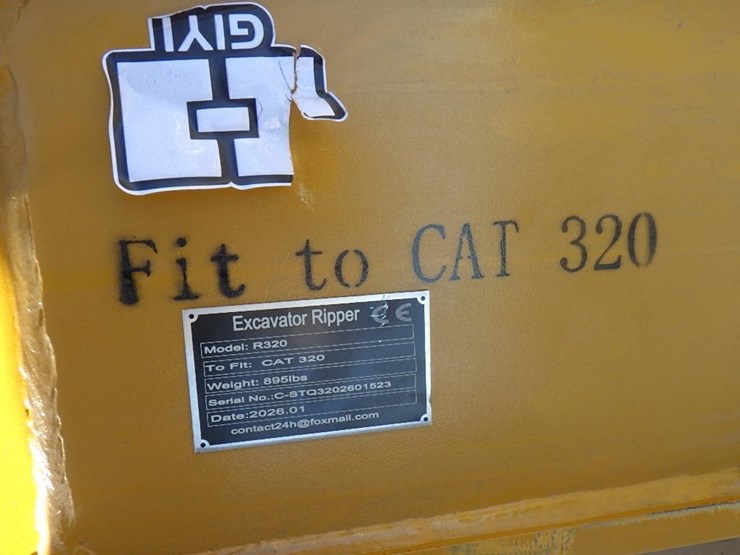 GIYI
Fit to CAT 320
Excavator Ripper CE
Model: R320
To Fit: CAT 320
Weight: 895lbs
Serial No.:C-STQ3202601523
Date:2026.01
contact24h@foxmail.com